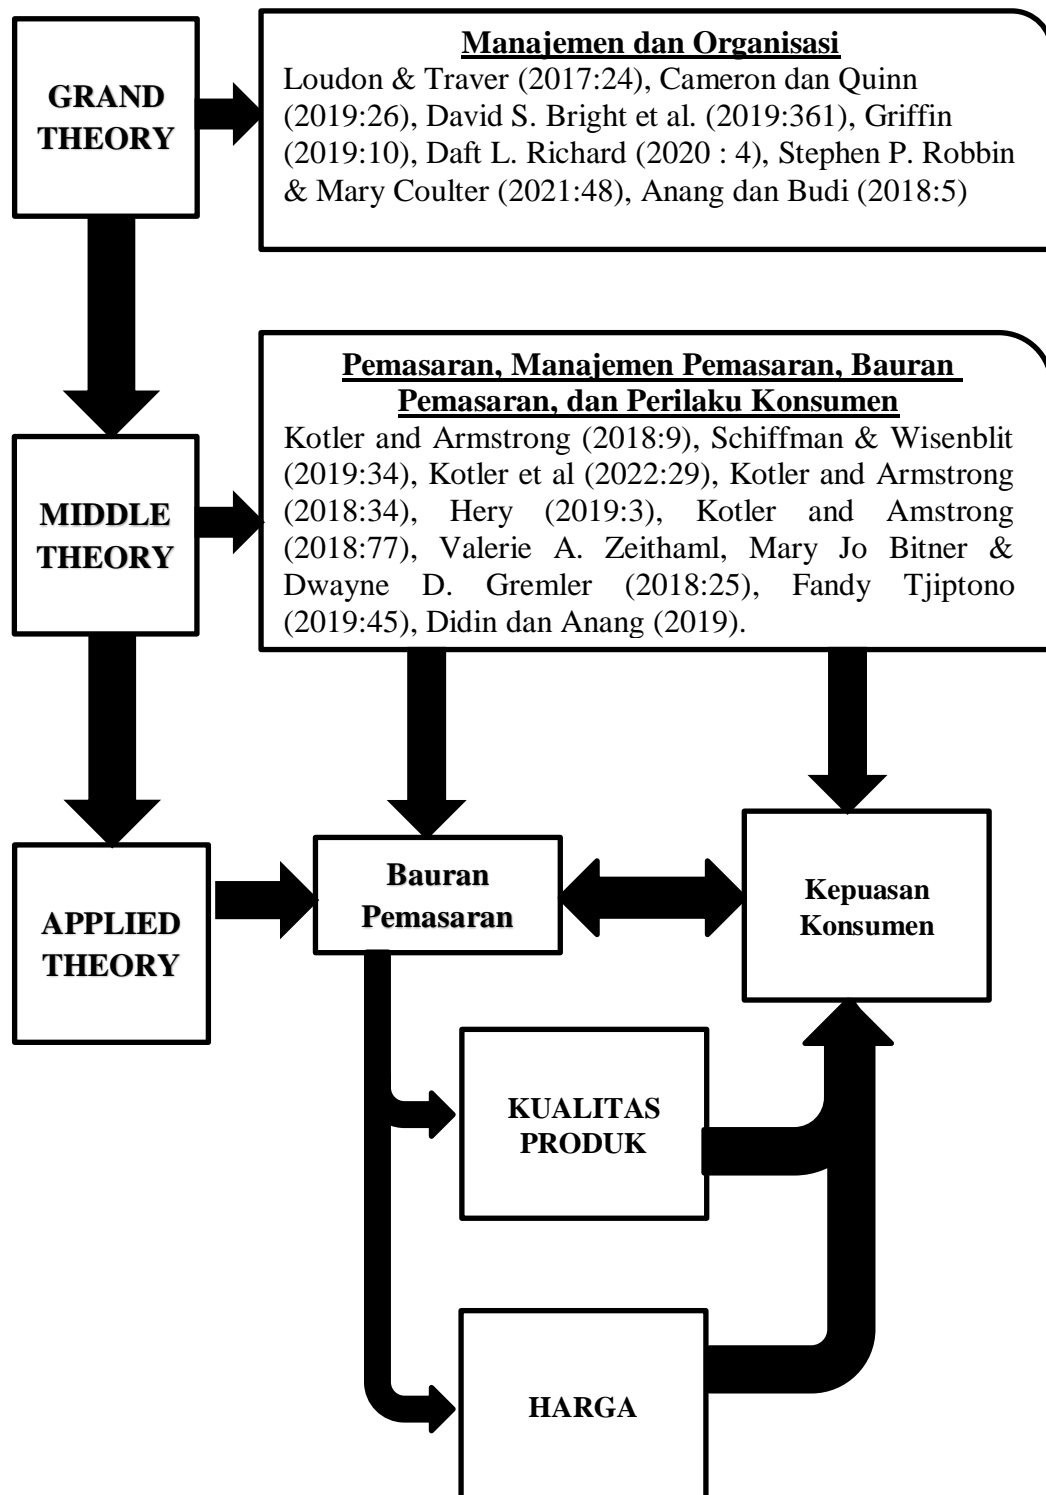 GRAND
THEORY
Manajemen dan Organisasi
Loudon & Traver (2017:24), Cameron dan Quinn
(2019:26), David S. Bright et al. (2019:361), Griffin
(2019:10), Daft L. Richard (2020 : 4), Stephen P. Robbin
& Mary Coulter (2021:48), Anang dan Budi (2018:5)
MIDDLE
THEORY
Pemasaran, Manajemen Pemasaran, Bauran
Pemasaran, dan Perilaku Konsumen
Kotler and Armstrong (2018:9), Schiffman & Wisenblit
(2019:34), Kotler et al (2022:29), Kotler and Armstrong
(2018:34), Hery (2019:3), Kotler and Amstrong
(2018:77), Valerie A. Zeithaml, Mary Jo Bitner &
Dwayne D. Gremler (2018:25), Fandy Tjiptono
(2019:45), Didin dan Anang (2019).
APPLIED
THEORY
Bauran
Pemasaran
Kepuasan
Konsumen
KUALITAS
PRODUK
HARGA